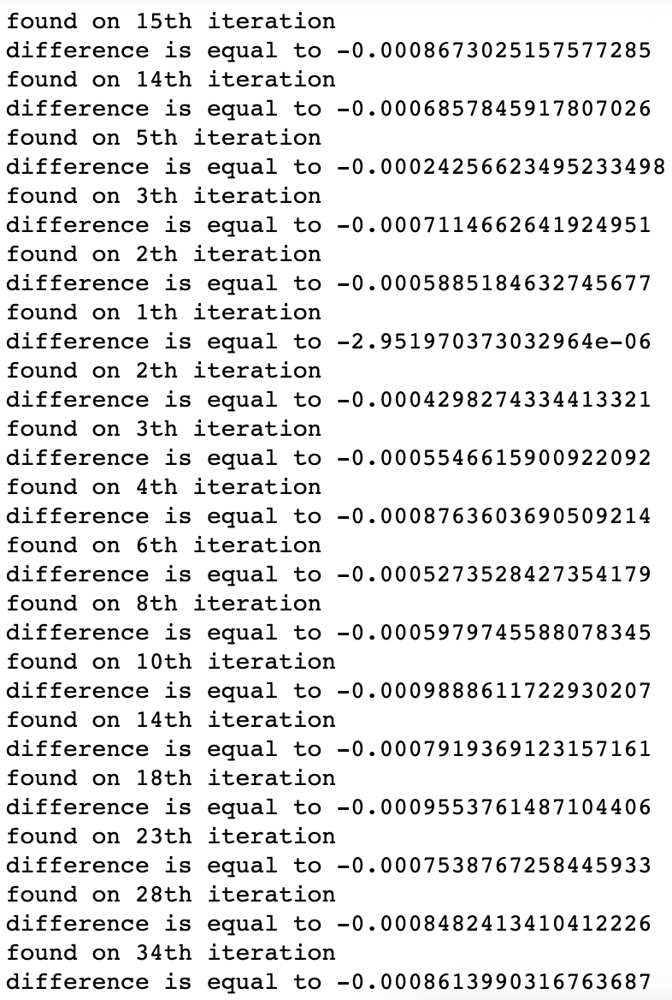 found on 15th iteration
difference is equal to -0.0008673025157577285
found on 14th iteration
difference is equal to -0.0006857845917807026
found on 5th iteration
difference is equal to -0.00024256623495233498
found on 3th iteration
difference is equal to -0.0007114662641924951
found on 2th iteration
difference is equal to -0.0005885184632745677
found on 1th iteration
difference is equal to -2.951970373032964e-06
found on 2th iteration
difference is equal to -0.0004298274334413321
found on 3th iteration
difference is equal to -0.0005546615900922092
found on 4th iteration
difference is equal to -0.0008763603690509214
found on 6th iteration
difference is equal to -0.0005273528427354179
found on 8th iteration
difference is equal to -0.0005979745588078345
found on 10th iteration
difference is equal to -0.0009888611722930207
found on 14th iteration
difference is equal to -0.0007919369123157161
found on 18th iteration
difference is equal to -0.0009553761487104406
found on 23th iteration
difference is equal to -0.0007538767258445933
found on 28th iteration
difference is equal to -0.0008482413410412226
found on 34th iteration
difference is equal to -0.0008613990316763687